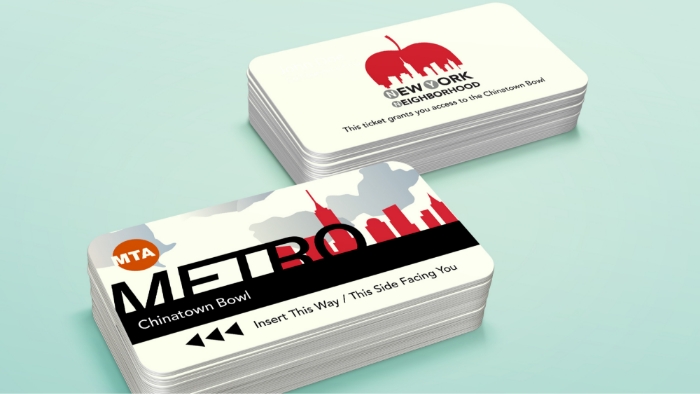 NEW YORK
NEIGHBORHOOD
This ticket grants you access to the Chinatown Bowl
MTA
METRO
Chinatown Bowl
Insert This Way / This Side Facing You